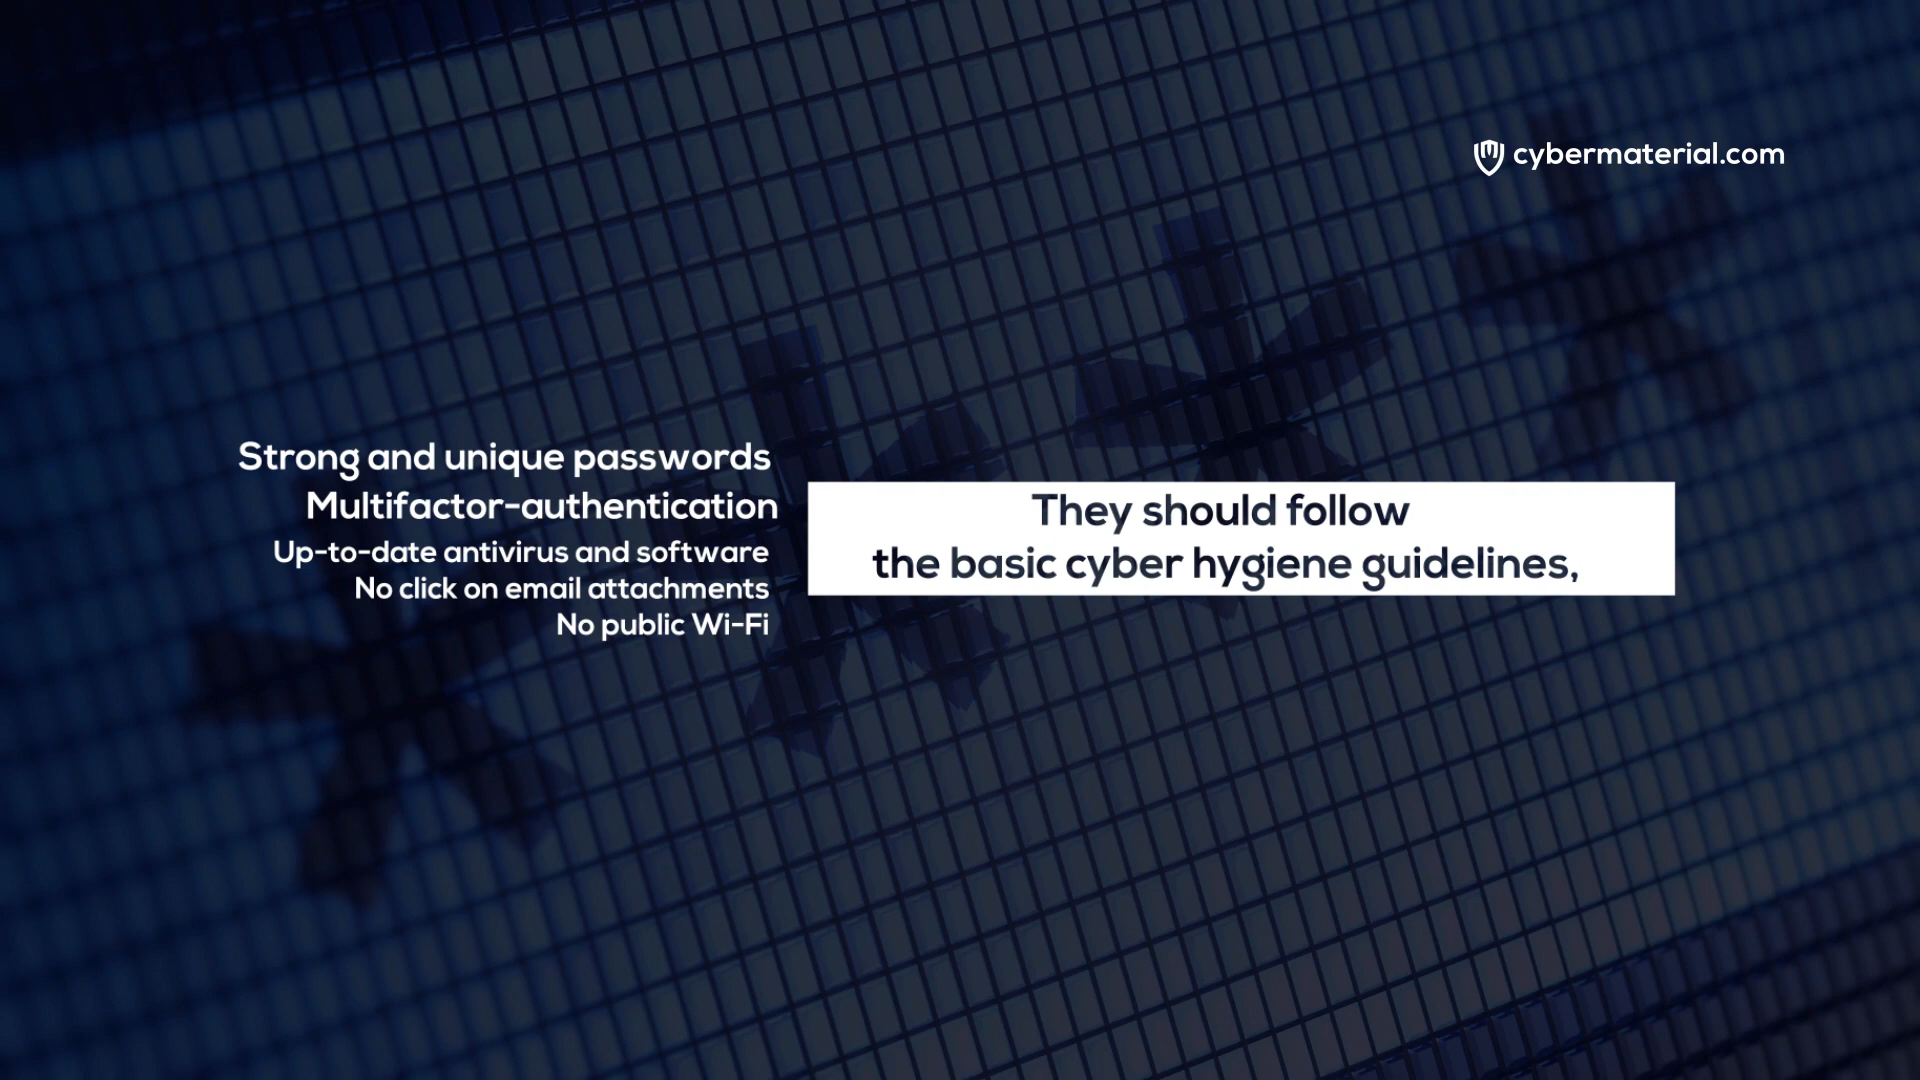 cybermaterial.com
Strong and unique passwords
Multifactor-authentication
Up-to-date antivirus and software
No click on email attachments
No public Wi-Fi
They should follow
the basic cyber hygiene guidelines,